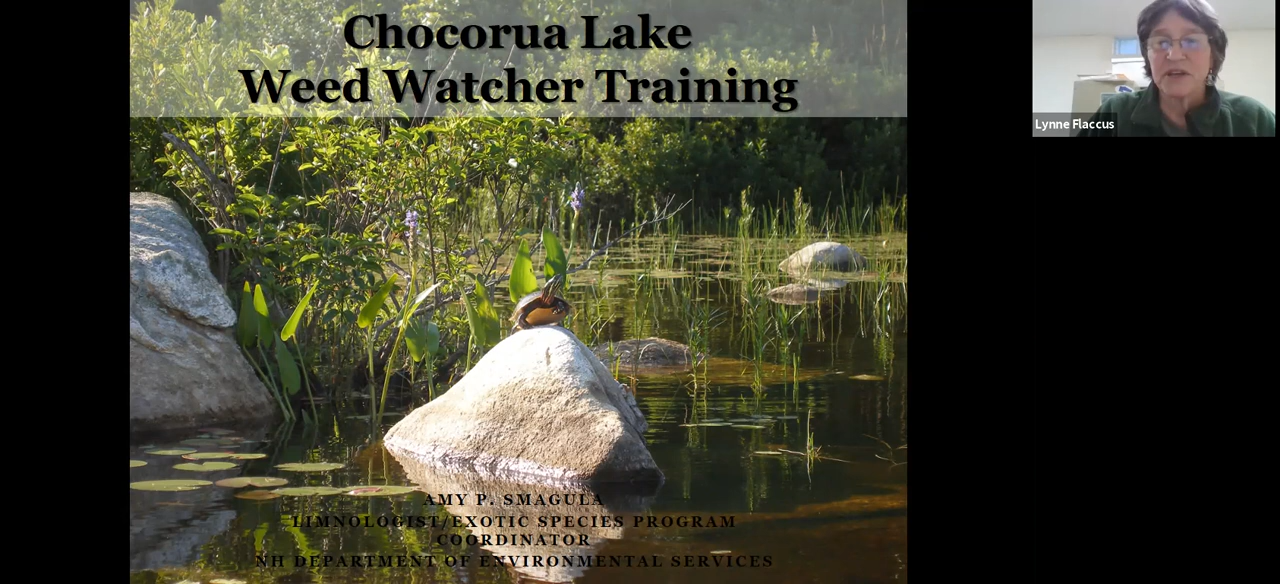 Chocorua Lake
Weed Watcher Training
Lynne Flaccus
AMY P. SMAGULA
LIMNOLOGIST/EXOTIC SPECIES PROGRAM
COORDINATOR
NH DEPARTMENT OF ENVIRONMENTAL SERVICES